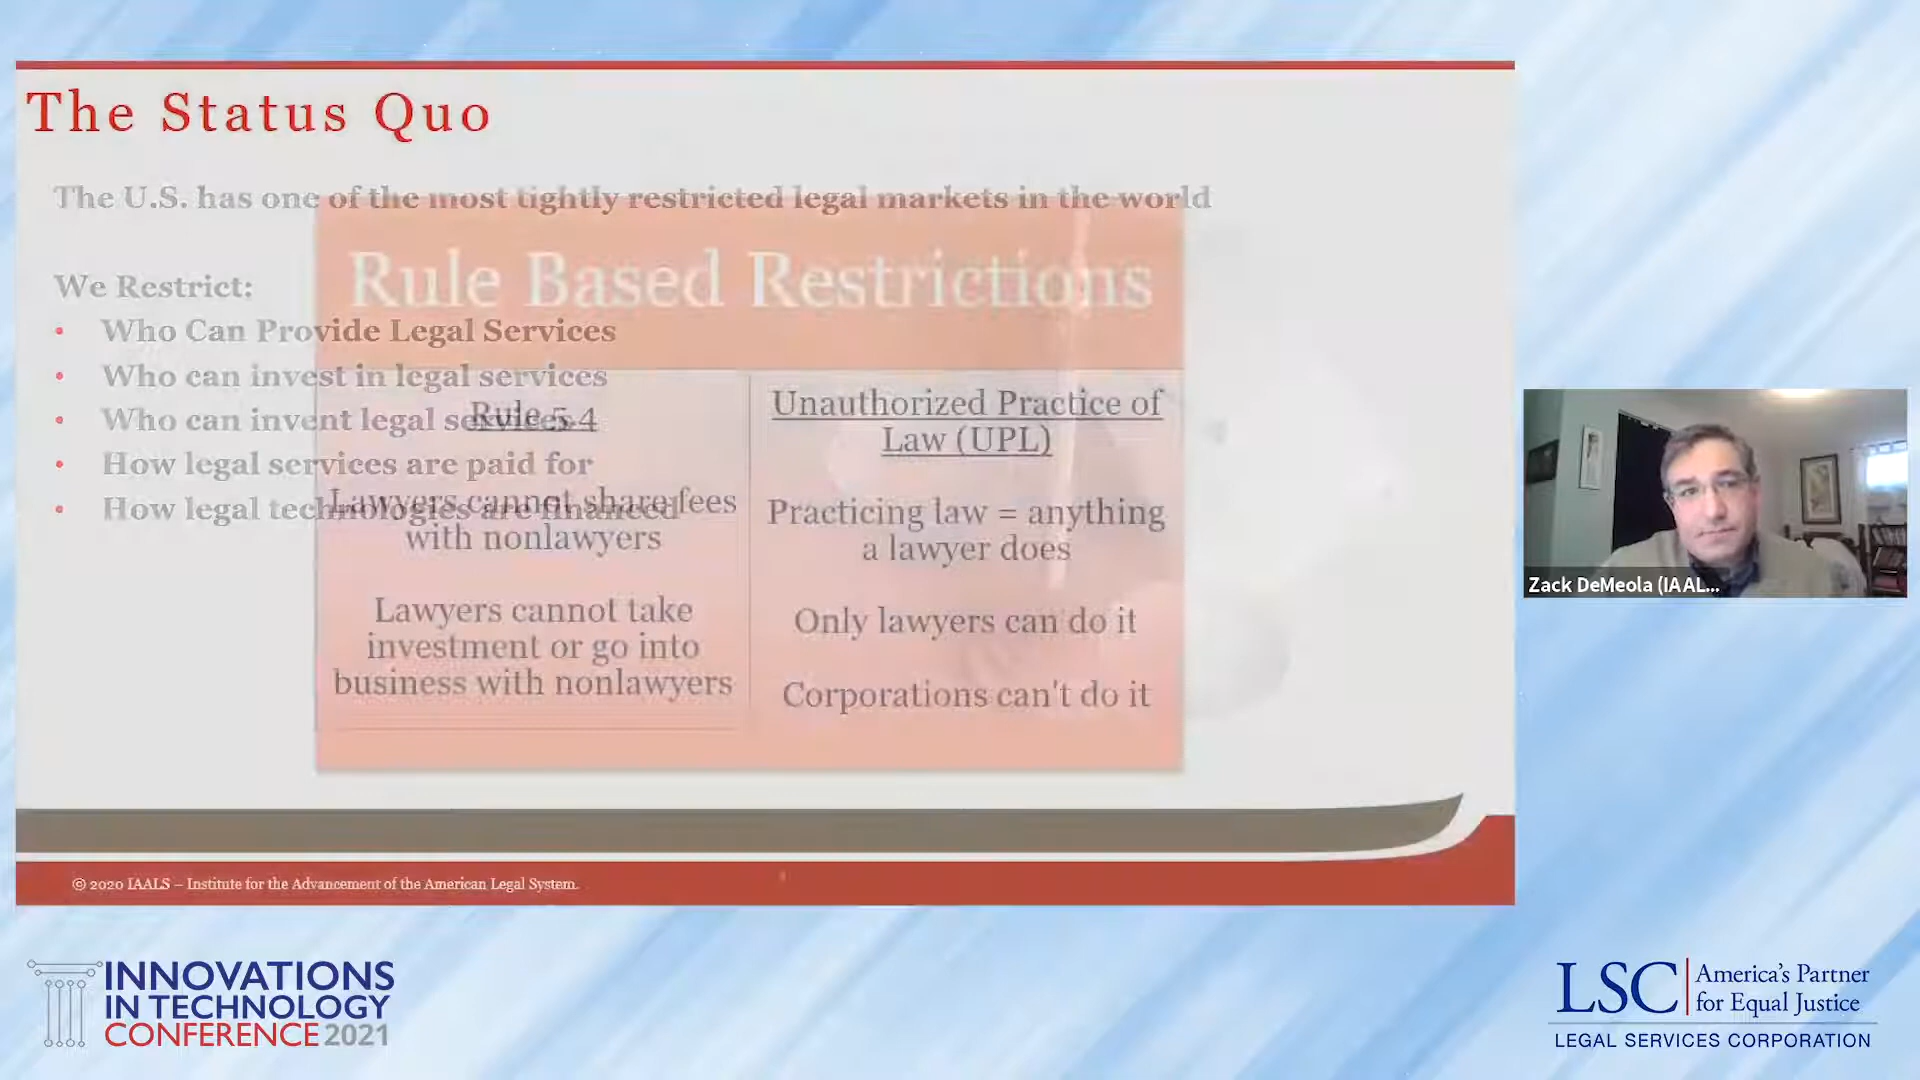 The Status Quo
The U.S. has one of the most tightly restricted legal markets in the world
We Restrict:
• Who Can Provide Legal Services
• Who can invest in legal services
• Who can invent legal services
• How legal services are paid for
• How legal technologies are financed
Rule Based Restrictions
Rule 5.4
Lawyers cannot share fees
with nonlawyers
Lawyers cannot take
investment or go into
business with nonlawyers
Unauthorized Practice of
Law (UPL)
Practicing law = anything
a lawyer does
Only lawyers can do it
Corporations can't do it
© 2020 IAALS – Institute for the Advancement of the American Legal System.
Zack DeMeola (IAAL...
INNOVATIONS
IN TECHNOLOGY
CONFERENCE 2021
LSC America's Partner
for Equal Justice
LEGAL SERVICES CORPORATION